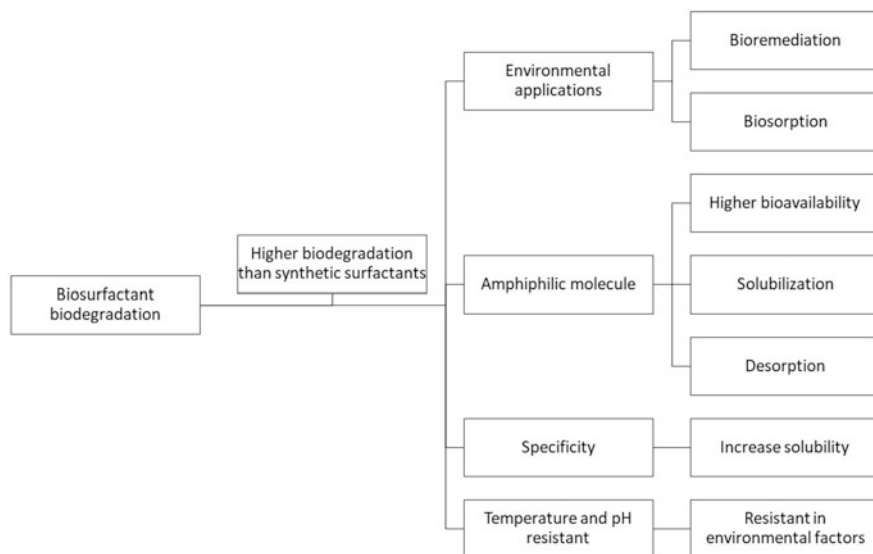 Bioremediation
Environmental
applications
Biosorption
Higher bioavailability
Higher biodegradation
than synthetic surfactants
Biosurfactant
biodegradation
Amphiphilic molecule
Solubilization
Desorption
Specificity
Increase solubility
Temperature and pH
resistant
Resistant in
environmental factors